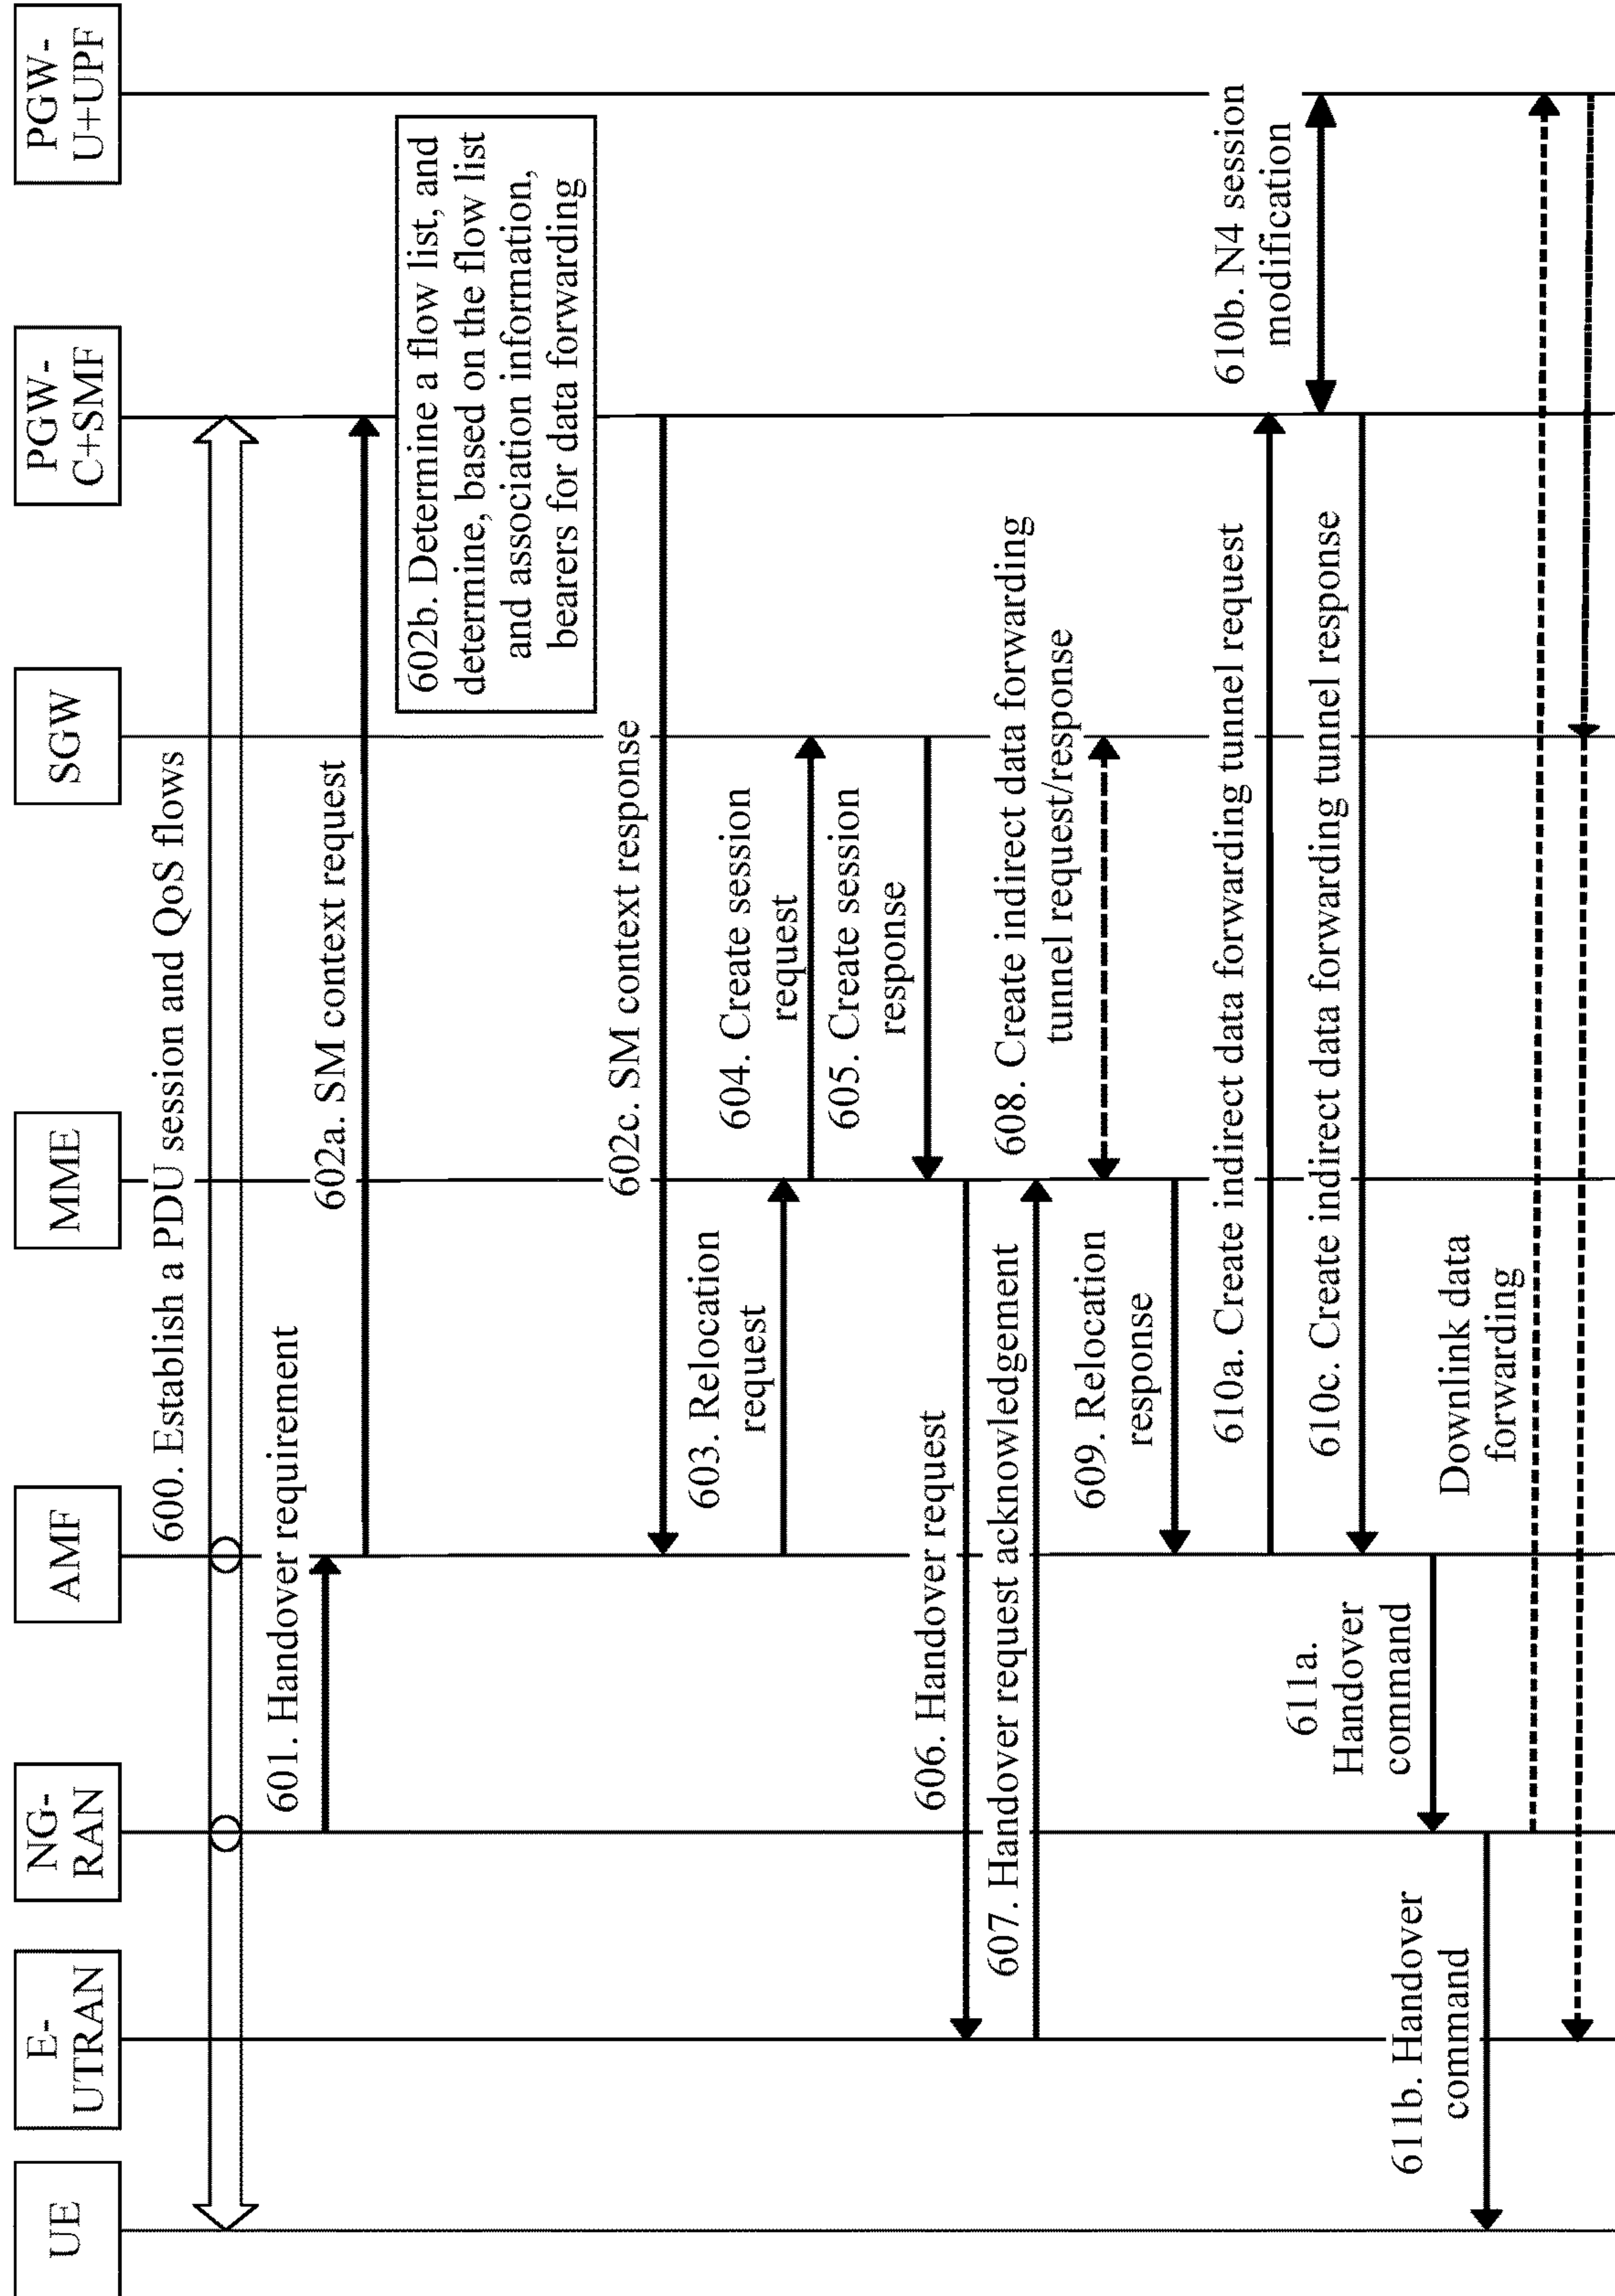 UE
E-
UTRAN
NG-
RAN
AMF
MME
SGW
PGW-
C+SMF
PGW-
U+UPF
600. Establish a PDU session and QoS flows
601. Handover requirement
602a. SM context request
602b. Determine a flow list, and
determine, based on the flow list
and association information,
bearers for data forwarding
602c. SM context response
603. Relocation
request
604. Create session
request
605. Create session
response
606. Handover request
607. Handover request acknowledgement
608. Create indirect data forwarding
tunnel request/response
609. Relocation
response
610a. Create indirect data forwarding tunnel request
610b. N4 session
modification
610c. Create indirect data forwarding tunnel response
611a.
Handover
command
611b. Handover
command
Downlink data
forwarding